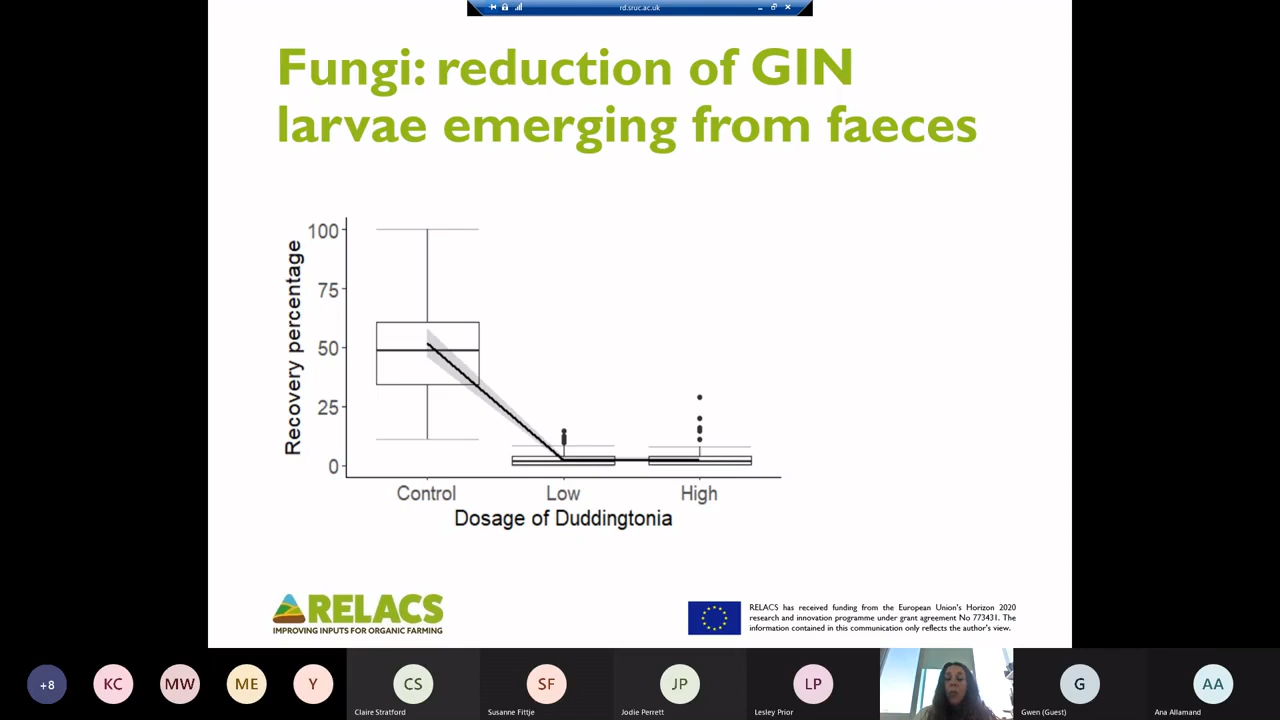 rd.sruc.ac.uk
Fungi: reduction of GIN
larvae emerging from faeces
Recovery percentage
100
75
50
25
0
Control
Low
High
Dosage of Duddingtonia
RELACS
IMPROVING INPUTS FOR ORGANIC FARMING
RELACS has received funding from the European Union's Horizon 2020
research and innovation programme under grant agreement No 773431. The
information contained in this communication only reflects the author's view.
+8
KC
MW
ME
Y
CS
SF
JP
LP
G
AA
Claire Stratford
Susanne Fittje
Jodie Perrett
Lesley Prior
Gwen (Guest)
Ana Allamand